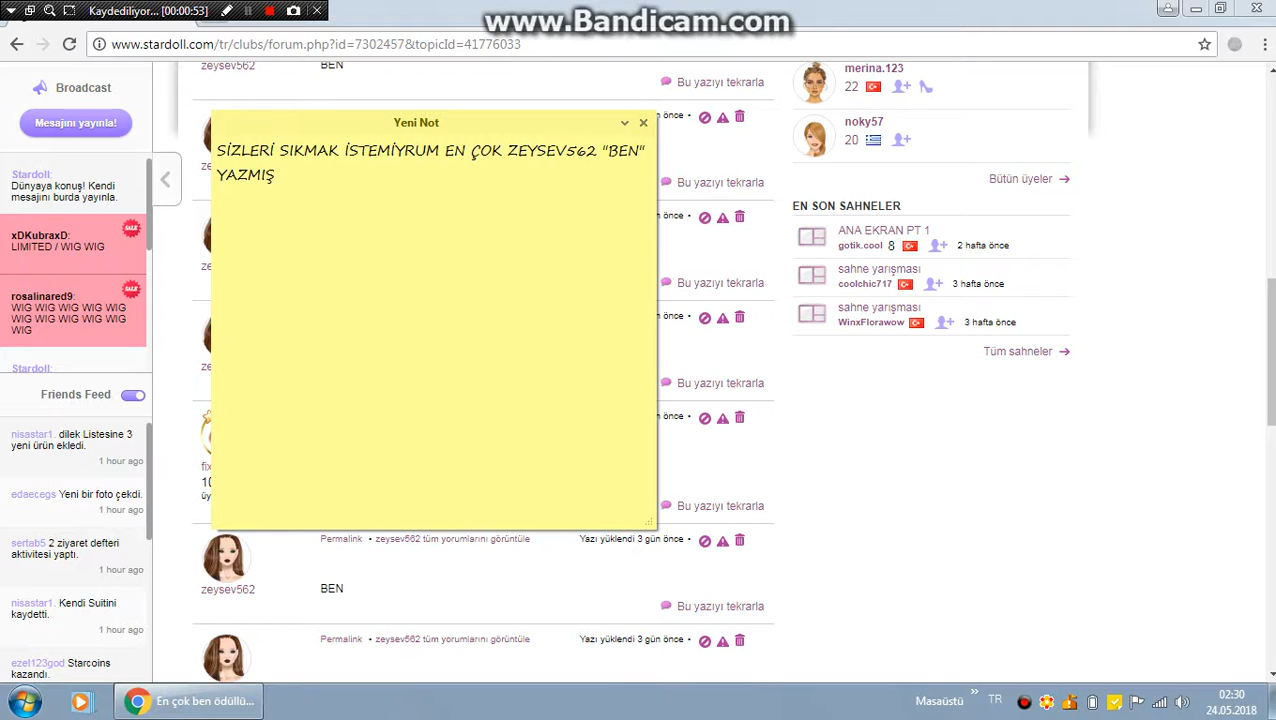 Kaydediliyor... [00:00:53]
www.Bandicam.com
www.stardoll.com/tr/clubs/forum.php?id=7302457&topicId=41776033
Broadcast
Mesajını yayınla!
Stardoll:
Dünyaya konuş! Kendi
mesajını burda yayınla.
SALE
xDKubraxD:
LIMITED / WIG WIG
SALE
rosalinared9:
WIG WIG WIG WIG WIG
WIG WIG WIG WIG WIG
WIG
Stardoll:
Friends Feed
nisastar1. dilek Listesine 3
yeni ürün ekledi.
1 hour ago
edaecegs Yeni bir foto çekdi.
1 hour ago
sertab5 2 ziyaret defteri
aktivitesi yaptı.
1 hour ago
nisastar1. Kendi Suitini
kaydetti.
1 hour ago
ezel123god Starcoins
kazandı.
zeysev562
BEN
Bu yazıyı tekrarla
Yeni Not
SİZLERİ SIKMAK İSTEMİYRUM EN ÇOK ZEYSEV562 "BEN"
YAZMIŞ
n önce •
Bu yazıyı tekrarla
n önce •
Bu yazıyı tekrarla
n önce •
Bu yazıyı tekrarla
n önce •
Bu yazıyı tekrarla
Permalink • zeysev562 tüm yorumlarını görüntüle
Yazı yüklendi 3 gün önce •
zeysev562
BEN
Bu yazıyı tekrarla
Permalink • zeysev562 tüm yorumlarını görüntüle
Yazı yüklendi 3 gün önce •
merina.123
22
noky57
20
Bütün üyeler
EN SON SAHNELER
ANA EKRAN PT 1
gotik.cool 8 2 hafta önce
sahne yarışması
coolchic717 3 hafta önce
sahne yarışması
WinxFlorawow 3 hafta önce
Tüm sahneler
En çok ben ödüllü...
Masaüstü
TR
02:30
24.05.2018